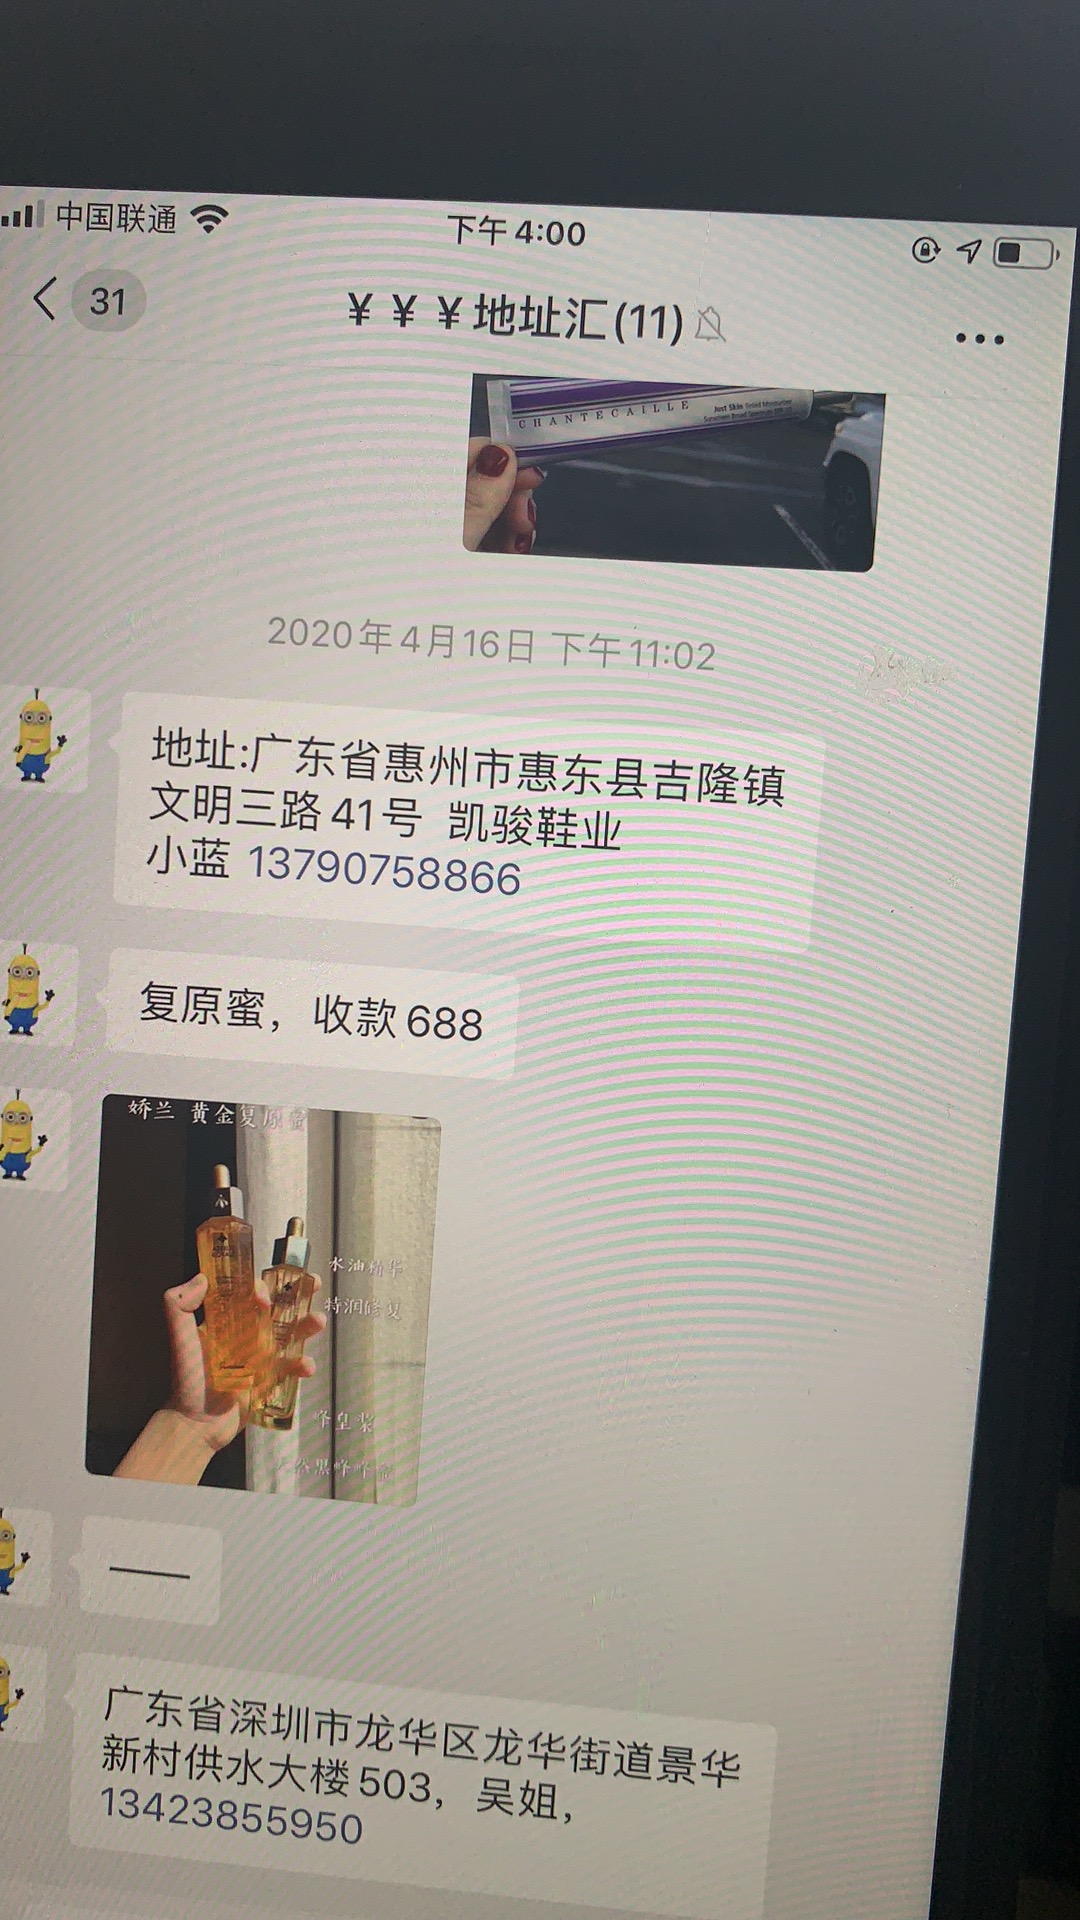 中国联通
下午4:00
31
¥ ¥ ¥地址汇(11)
CHANTECAILLE
Just Skin Tinted Moisturizer
2020年4月16日 下午11:02
地址:广东省惠州市惠东县吉隆镇
文明三路41号 凯骏鞋业
小蓝 13790758866
复原蜜，收款688
娇兰 黄金复原蜜
水油精华
特润修复
蜂皇浆
广东省深圳市龙华区龙华街道景华
新村供水大楼503，吴姐，
13423855950